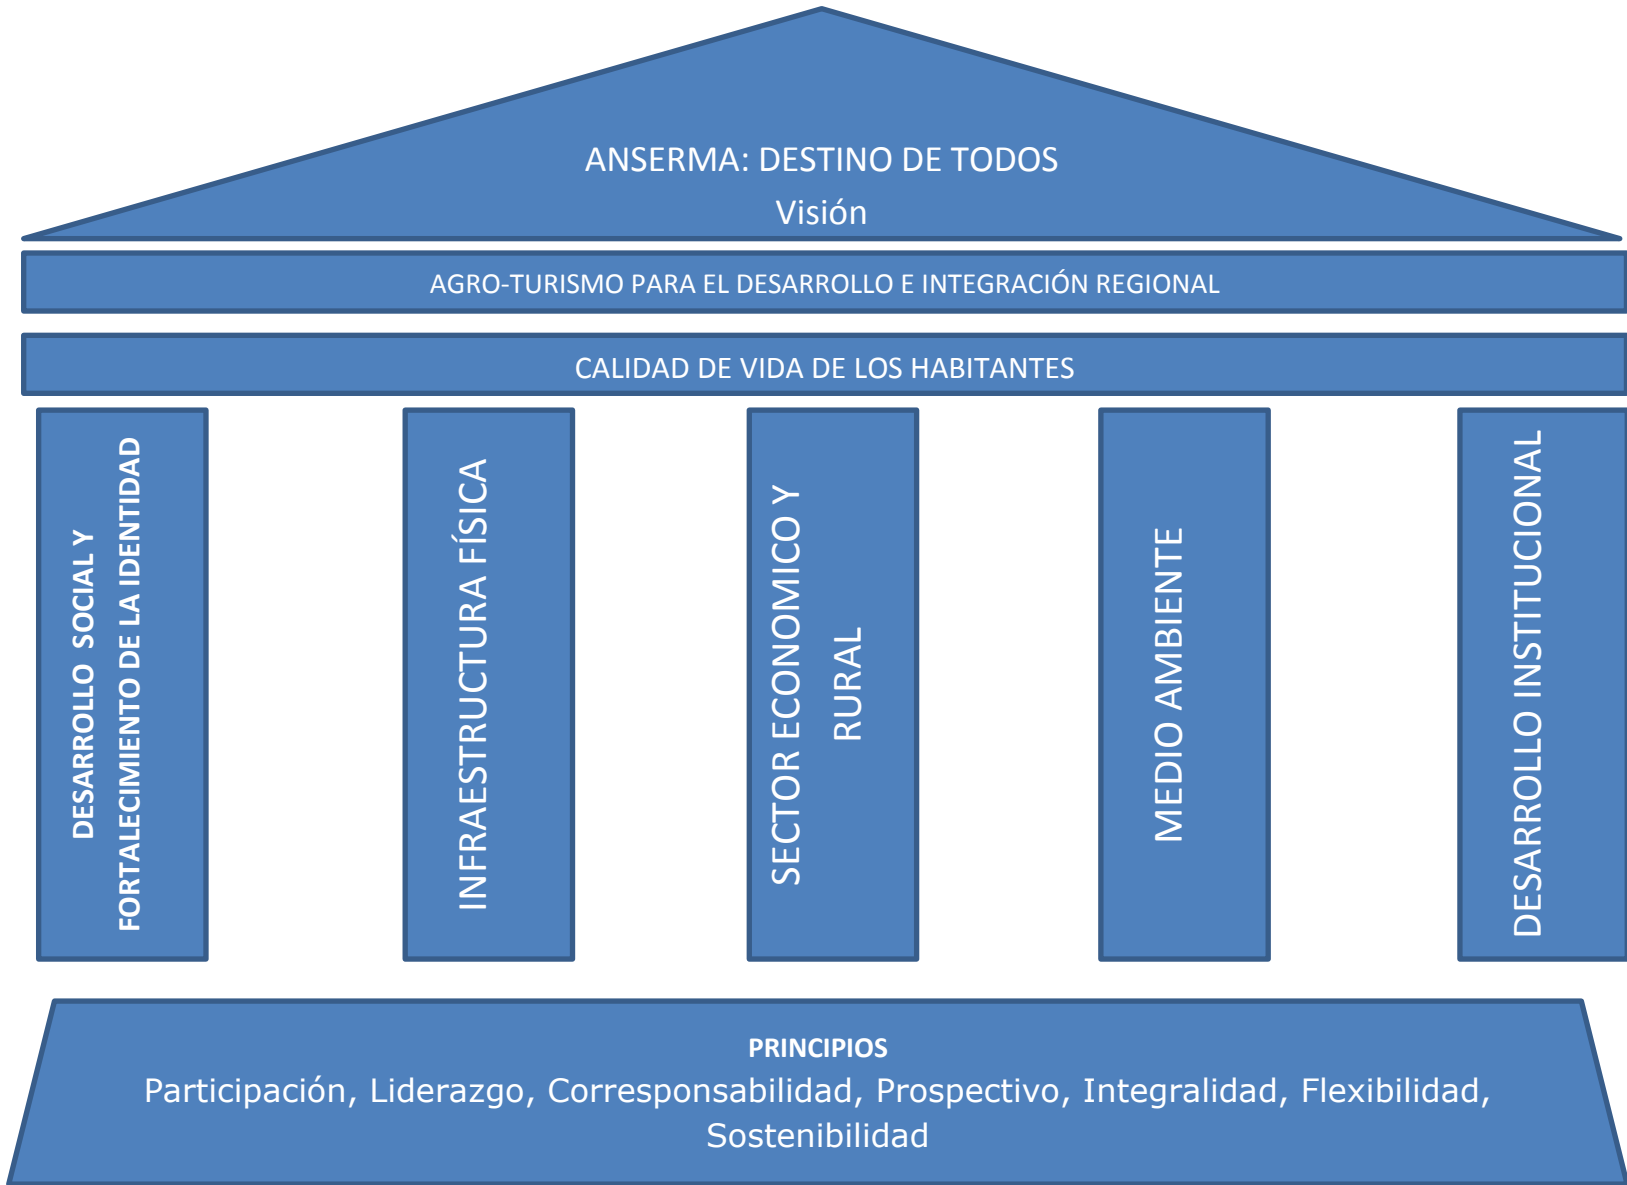 ANSERMA: DESTINO DE TODOS
Visión
AGRO-TURISMO PARA EL DESARROLLO E INTEGRACIÓN REGIONAL
CALIDAD DE VIDA DE LOS HABITANTES
DESARROLLO SOCIAL Y
FORTALECIMIENTO DE LA IDENTIDAD
INFRAESTRUCTURA FÍSICA
SECTOR ECONOMICO Y
RURAL
MEDIO AMBIENTE
DESARROLLO INSTITUCIONAL
PRINCIPIOS
Participación, Liderazgo, Corresponsabilidad, Prospectivo, Integralidad, Flexibilidad,
Sostenibilidad